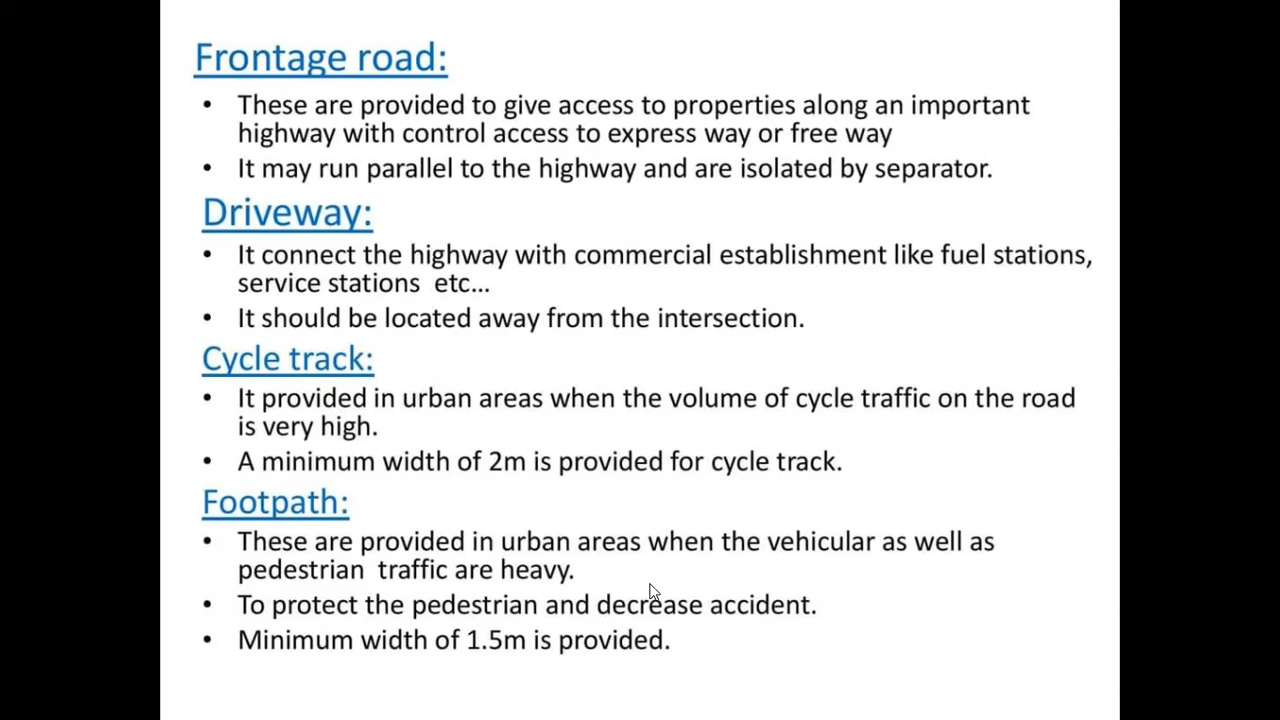 Frontage road:
• These are provided to give access to properties along an important
highway with control access to express way or free way
• It may run parallel to the highway and are isolated by separator.
Driveway:
• It connect the highway with commercial establishment like fuel stations,
service stations  etc...
• It should be located away from the intersection.
Cycle track:
• It provided in urban areas when the volume of cycle traffic on the road
is very high.
• A minimum width of 2m is provided for cycle track.
Footpath:
• These are provided in urban areas when the vehicular as well as
pedestrian  traffic are heavy.
• To protect the pedestrian and decrease accident.
• Minimum width of 1.5m is provided.